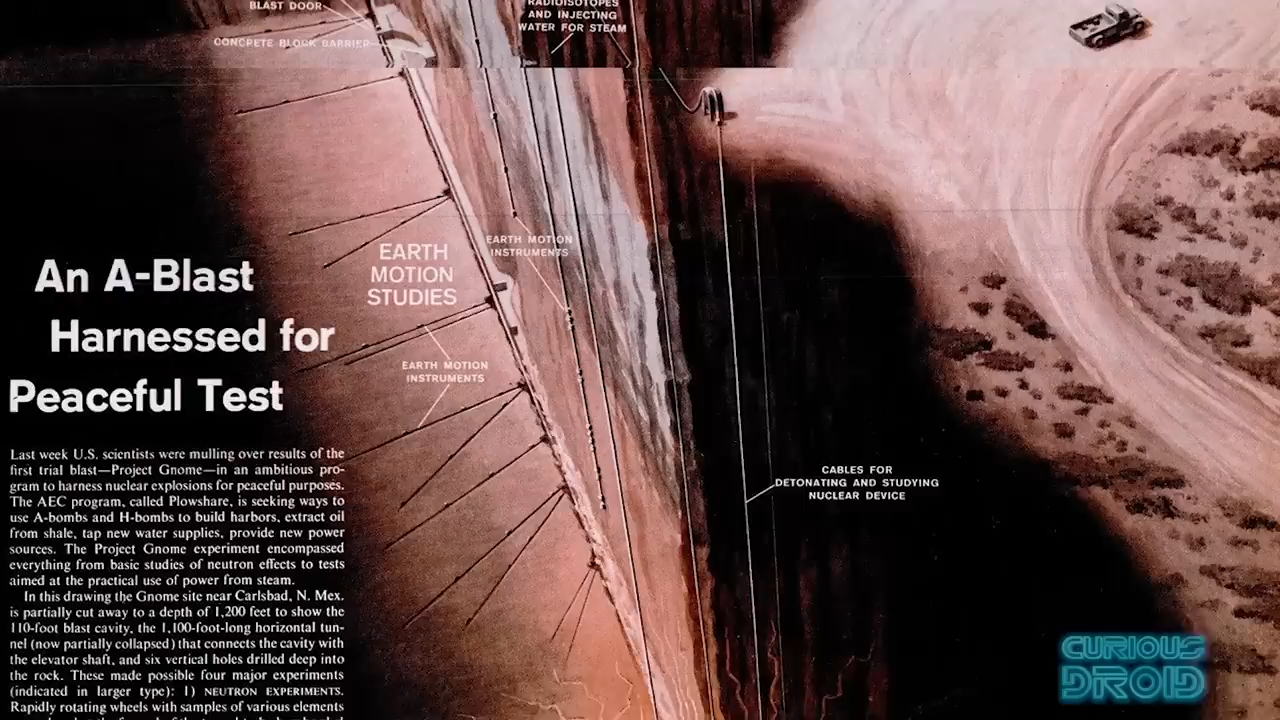 BLAST DOOR
CONCRETE BLOCK BARRIER
RADIOISOTOPES
AND INJECTING
WATER FOR STEAM
EARTH
MOTION
STUDIES
EARTH MOTION
INSTRUMENTS
EARTH MOTION
INSTRUMENTS
An A-Blast
Harnessed for
Peaceful Test
Last week U.S. scientists were mulling over results of the
first trial blast—Project Gnome—in an ambitious pro-
gram to harness nuclear explosions for peaceful purposes.
The AEC program, called Plowshare, is seeking ways to
use A-bombs and H-bombs to build harbors, extract oil
from shale, tap new water supplies, provide new power
sources. The Project Gnome experiment encompassed
everything from basic studies of neutron effects to tests
aimed at the practical use of power from steam.
In this drawing the Gnome site near Carlsbad, N. Mex.
is partially cut away to a depth of 1,200 feet to show the
110-foot blast cavity, the 1,100-foot-long horizontal tun-
nel (now partially collapsed) that connects the cavity with
the elevator shaft, and six vertical holes drilled deep into
the rock. These made possible four major experiments
(indicated in larger type): 1) NEUTRON EXPERIMENTS.
Rapidly rotating wheels with samples of various elements
CABLES FOR
DETONATING AND STUDYING
NUCLEAR DEVICE
CURIOUS
DROID